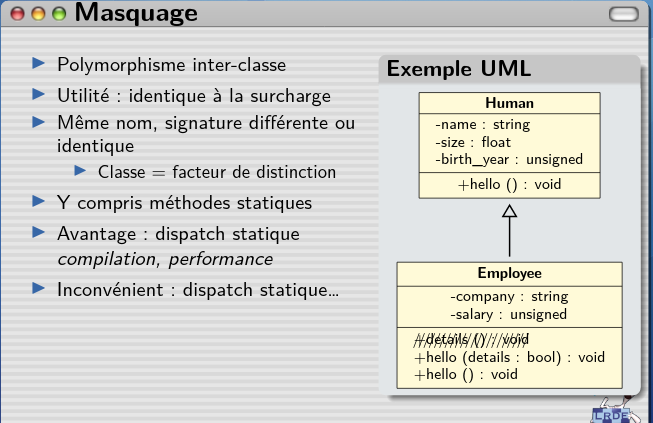 Masquage
Polymorphisme inter-classe
Utilité : identique à la surcharge
Même nom, signature différente ou
identique
Classe = facteur de distinction
Y compris méthodes statiques
Avantage : dispatch statique
compilation, performance
Inconvénient : dispatch statique...
Exemple UML
Human
-name : string
-size : float
-birth_year : unsigned
+hello () : void
Employee
-company : string
-salary : unsigned
+details () : void
+hello (details : bool) : void
+hello () : void
LRDE